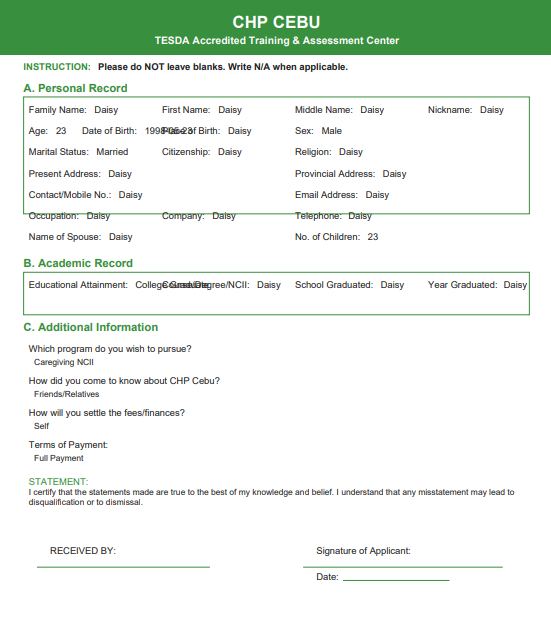 CHP CEBU
TESDA Accredited Training & Assessment Center
INSTRUCTION: Please do NOT leave blanks. Write N/A when applicable.
A. Personal Record
Family Name: Daisy First Name: Daisy Middle Name: Daisy Nickname: Daisy
Age: 23 Date of Birth: 1998-05-23 Place of Birth: Daisy Sex: Male
Marital Status: Married Citizenship: Daisy Religion: Daisy
Present Address: Daisy Provincial Address: Daisy
Contact/Mobile No.: Daisy Email Address: Daisy
Occupation: Daisy Company: Daisy Telephone: Daisy
Name of Spouse: Daisy No. of Children: 23
B. Academic Record
Educational Attainment: College Graduate Course/Degree/NCII: Daisy School Graduated: Daisy Year Graduated: Daisy
C. Additional Information
Which program do you wish to pursue?
Caregiving NCII
How did you come to know about CHP Cebu?
Friends/Relatives
How will you settle the fees/finances?
Self
Terms of Payment:
Full Payment
STATEMENT:
I certify that the statements made are true to the best of my knowledge and belief. I understand that any misstatement may lead to
disqualification or to dismissal.
RECEIVED BY: Signature of Applicant:
Date: